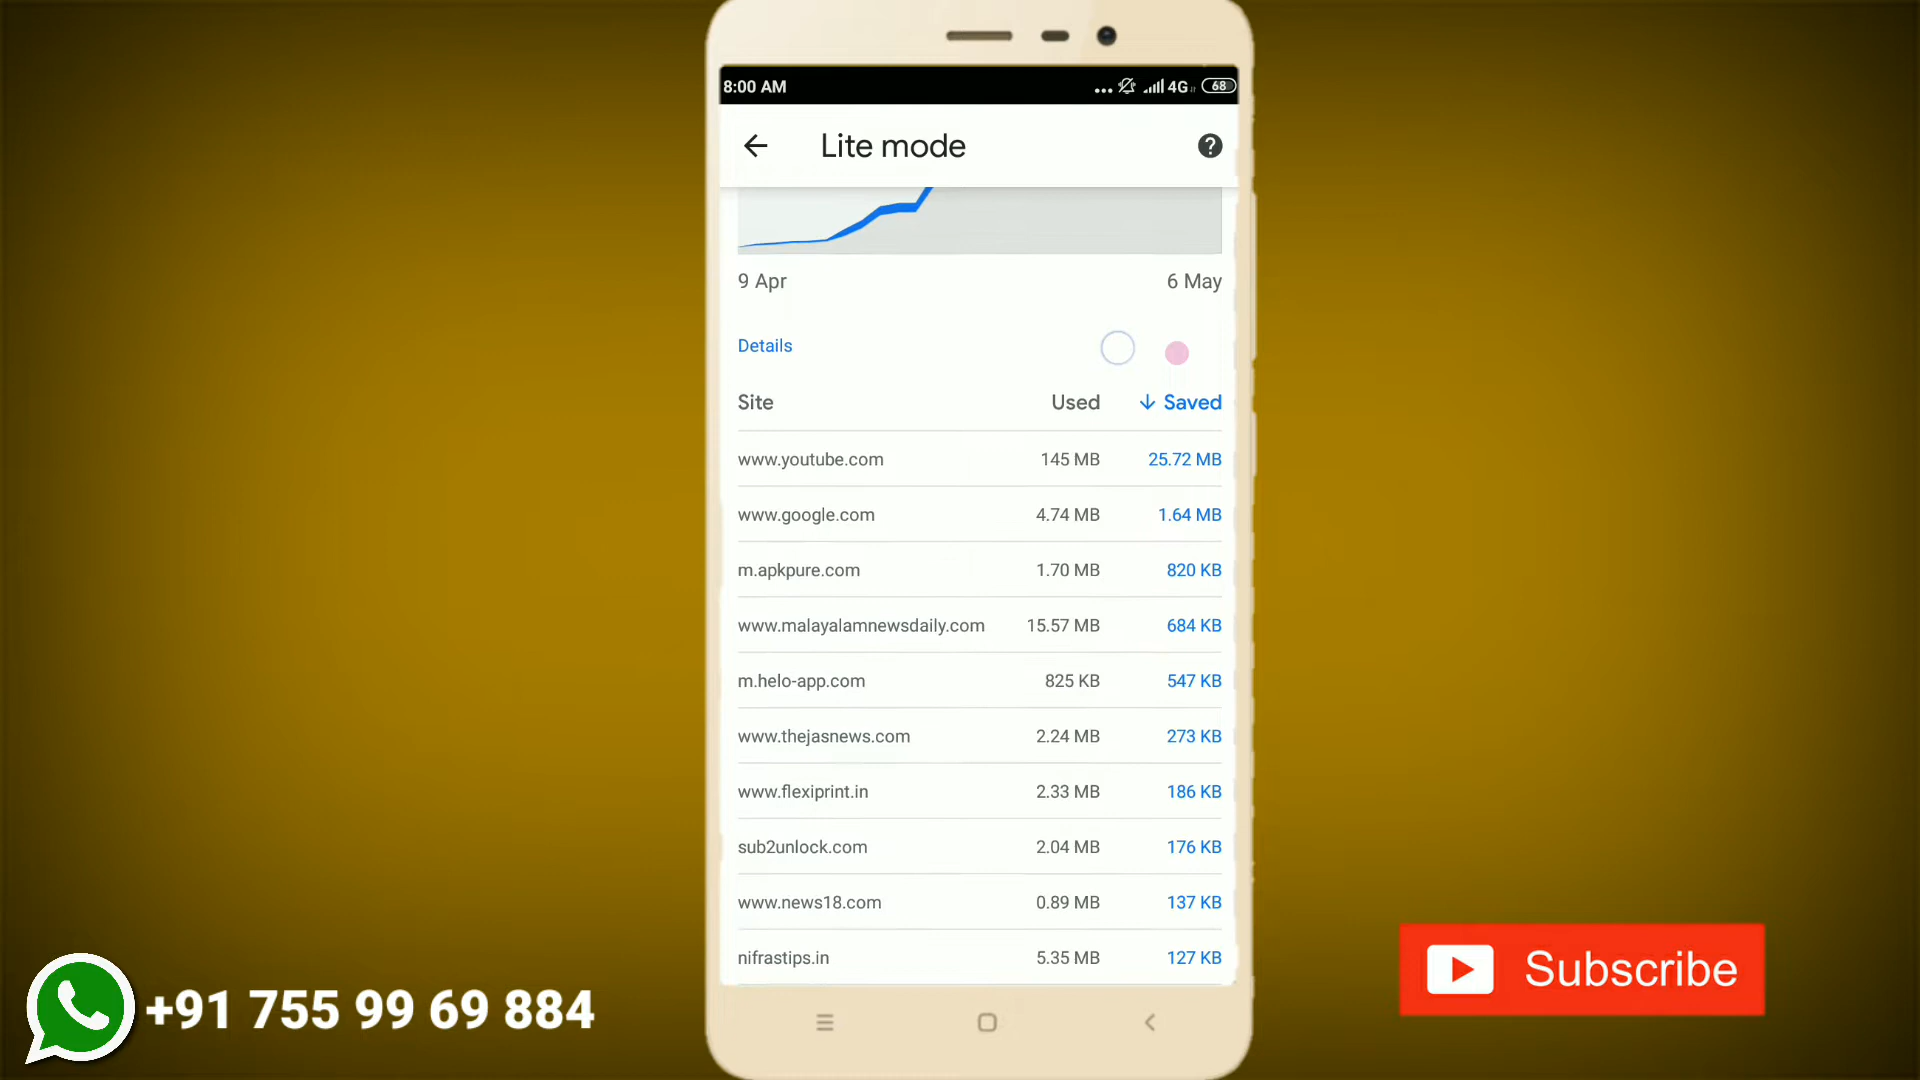 8:00 AM
4G 68
Lite mode
9 Apr 6 May
Details
Site Used Saved
www.youtube.com 145 MB 25.72 MB
www.google.com 4.74 MB 1.64 MB
m.apkpure.com 1.70 MB 820 KB
www.malayalamnewsdaily.com 15.57 MB 684 KB
m.helo-app.com 825 KB 547 KB
www.thejasnews.com 2.24 MB 273 KB
www.flexiprint.in 2.33 MB 186 KB
sub2unlock.com 2.04 MB 176 KB
www.news18.com 0.89 MB 137 KB
nifrastips.in 5.35 MB 127 KB
+91 755 99 69 884
Subscribe